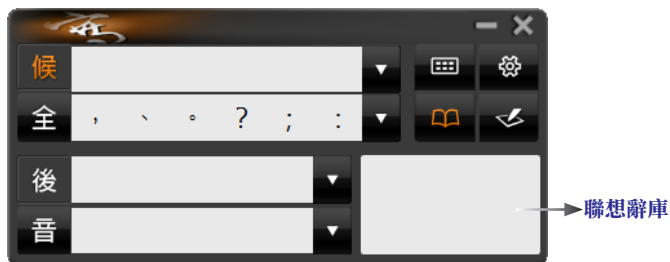 候
全 ， 、 。 ？ ； ：
後
音
聯想辭庫